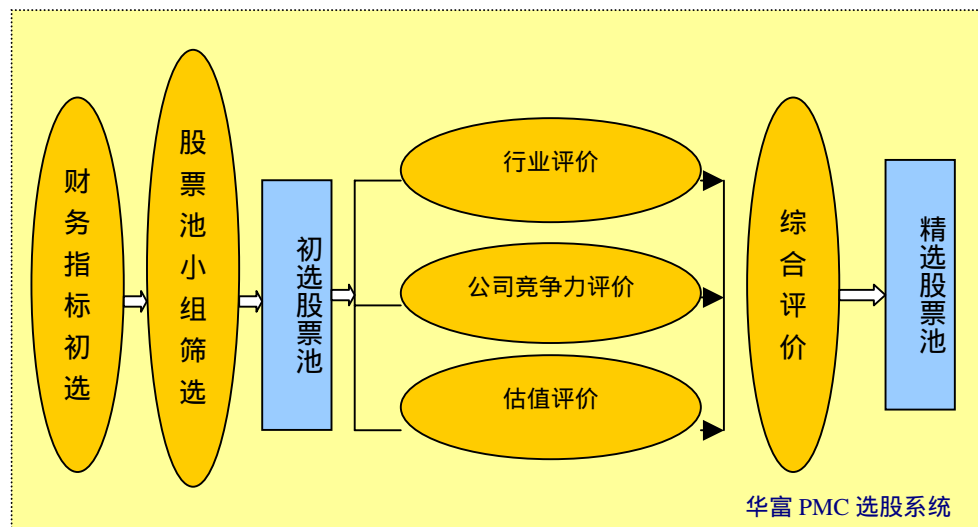 财务指标初选
股票池小组筛选
初选股票池
行业评价
公司竞争力评价
估值评价
综合评价
精选股票池
华富 PMC 选股系统